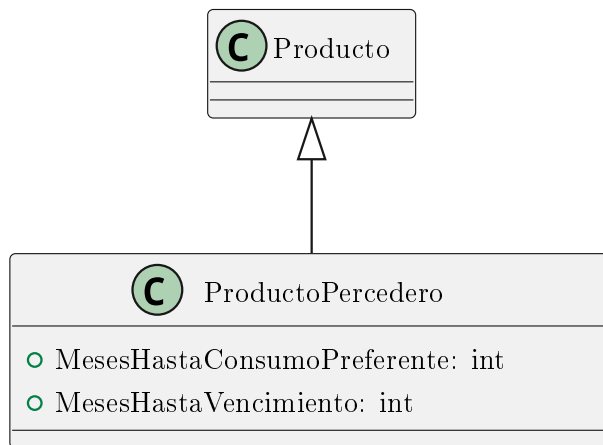 C Producto
C ProductoPercedero
MesesHastaConsumoPreferente: int
MesesHastaVencimiento: int